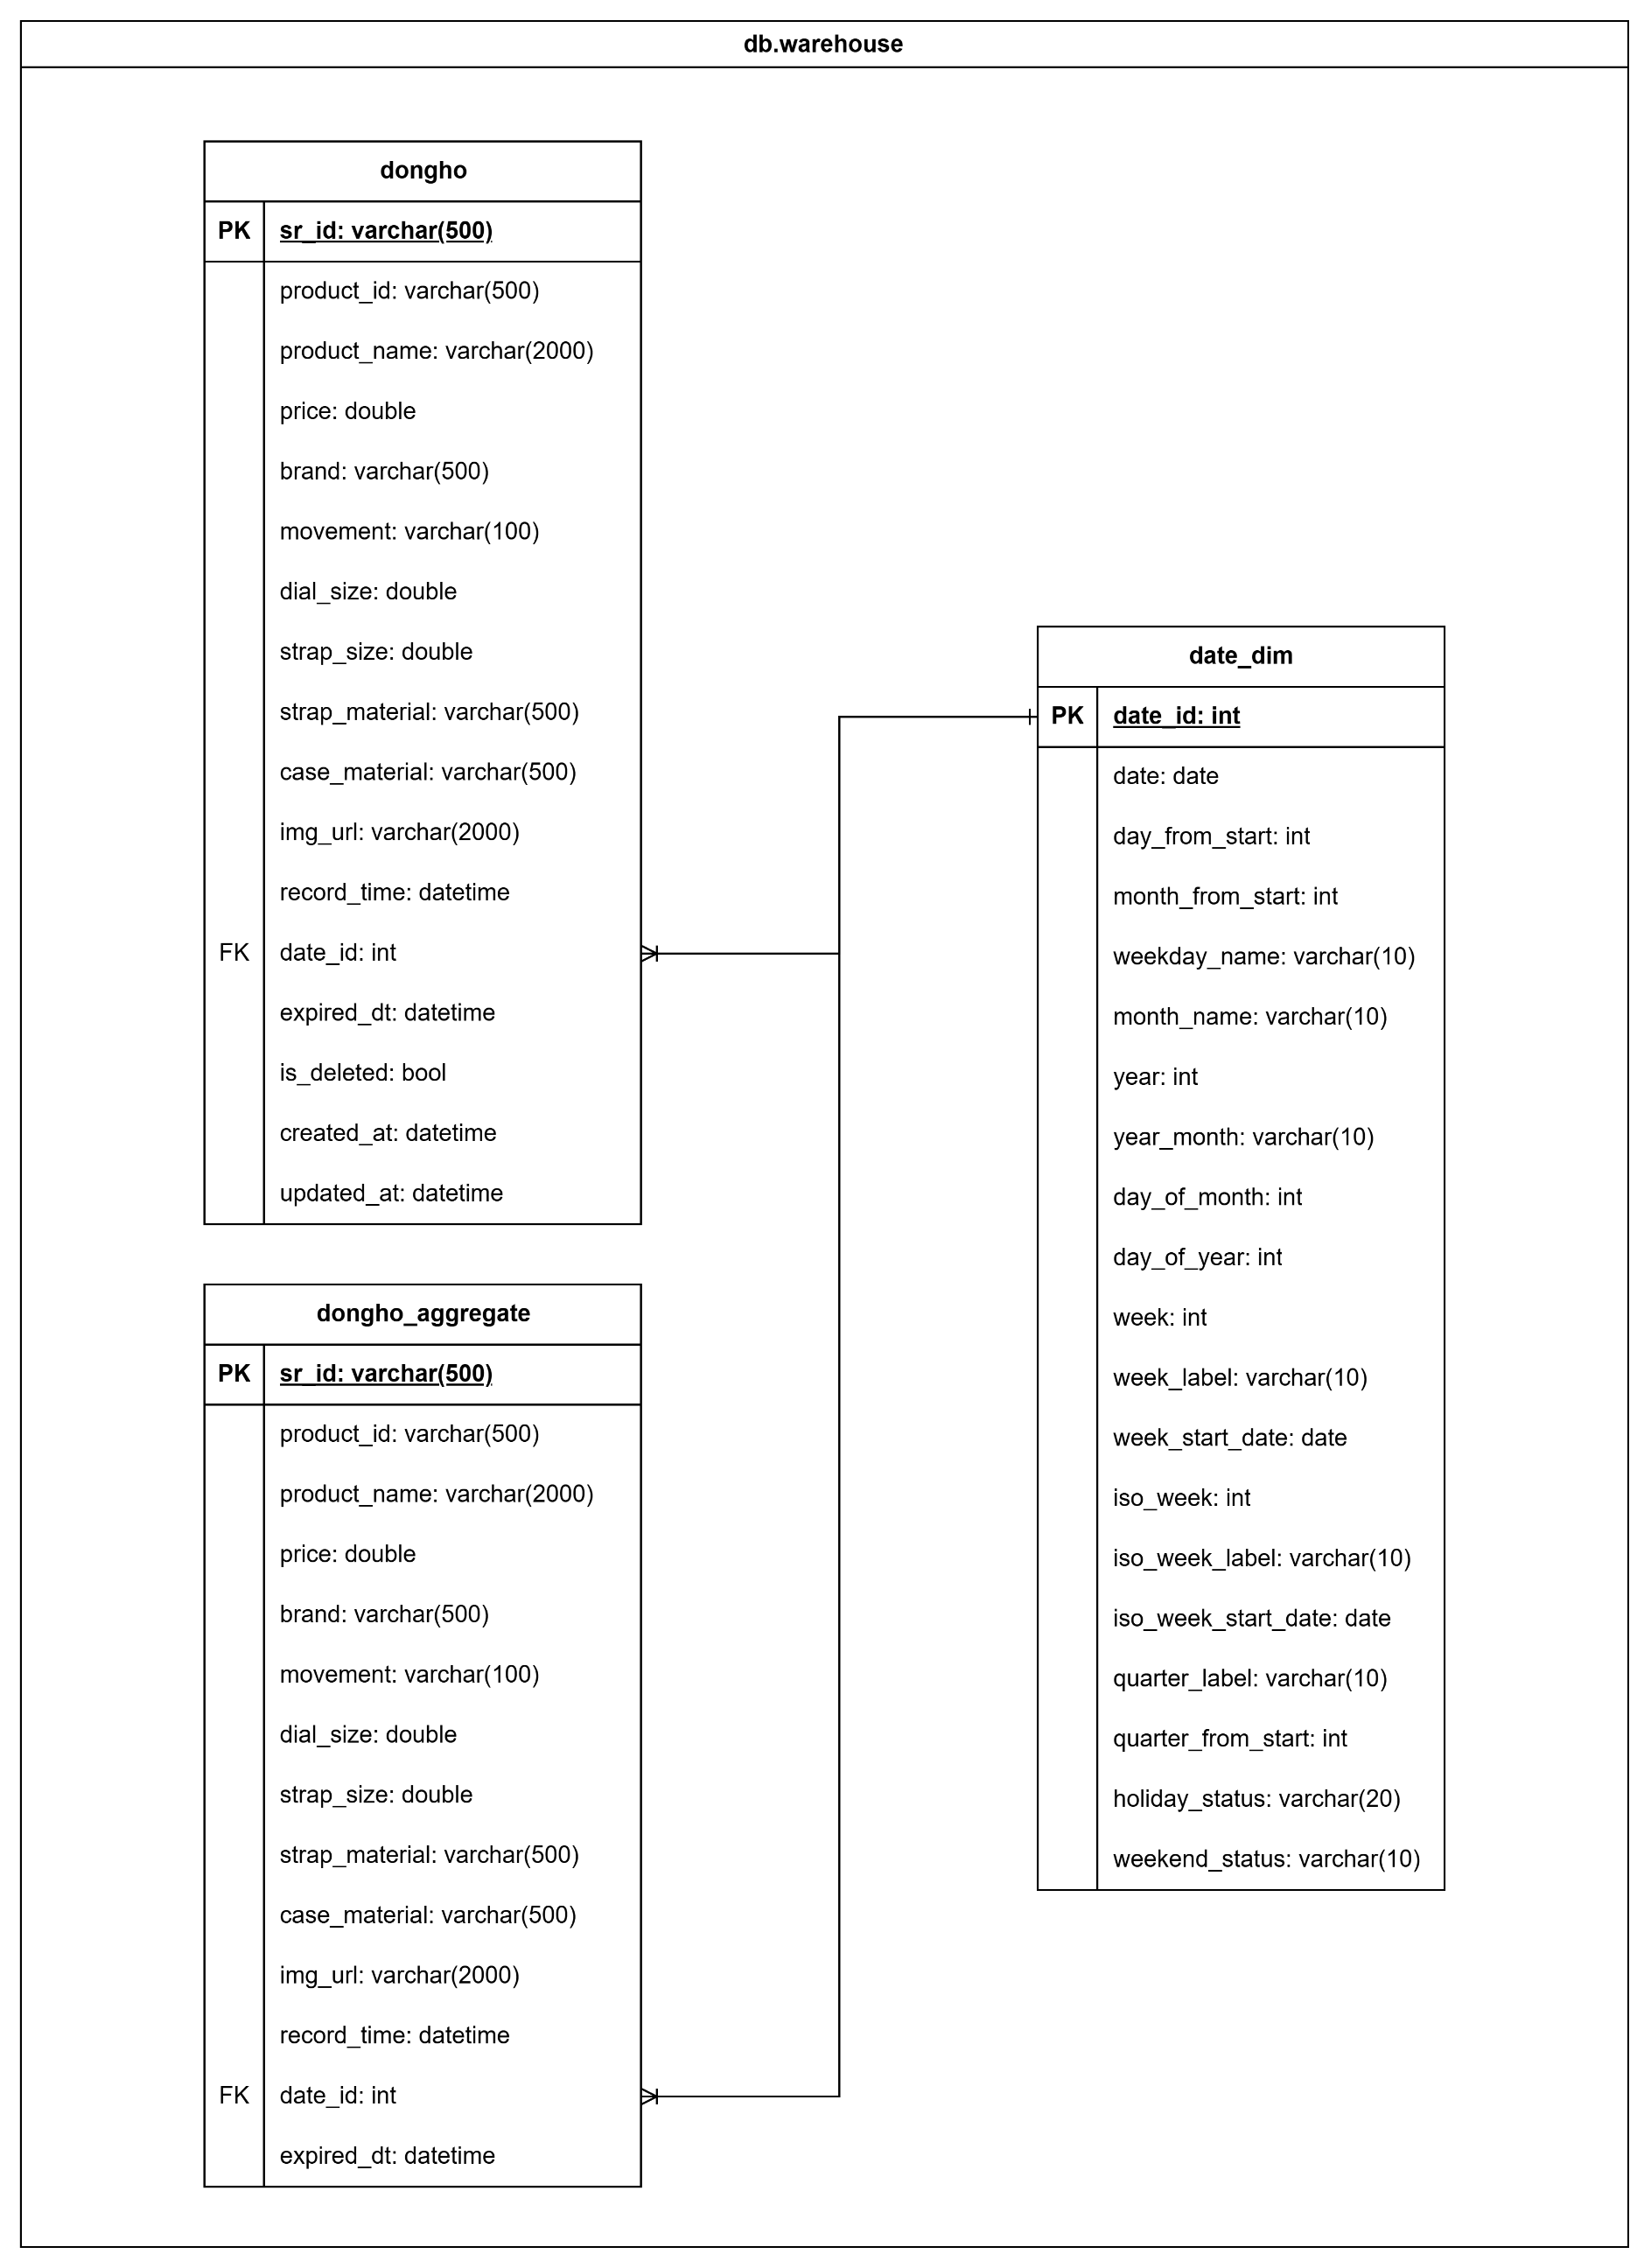 db.warehouse
dongho
PK sr_id: varchar(500)
product_id: varchar(500)
product_name: varchar(2000)
price: double
brand: varchar(500)
movement: varchar(100)
dial_size: double
strap_size: double
strap_material: varchar(500)
case_material: varchar(500)
img_url: varchar(2000)
record_time: datetime
FK date_id: int
expired_dt: datetime
is_deleted: bool
created_at: datetime
updated_at: datetime
dongho_aggregate
PK sr_id: varchar(500)
product_id: varchar(500)
product_name: varchar(2000)
price: double
brand: varchar(500)
movement: varchar(100)
dial_size: double
strap_size: double
strap_material: varchar(500)
case_material: varchar(500)
img_url: varchar(2000)
record_time: datetime
FK date_id: int
expired_dt: datetime
date_dim
PK date_id: int
date: date
day_from_start: int
month_from_start: int
weekday_name: varchar(10)
month_name: varchar(10)
year: int
year_month: varchar(10)
day_of_month: int
day_of_year: int
week: int
week_label: varchar(10)
week_start_date: date
iso_week: int
iso_week_label: varchar(10)
iso_week_start_date: date
quarter_label: varchar(10)
quarter_from_start: int
holiday_status: varchar(20)
weekend_status: varchar(10)